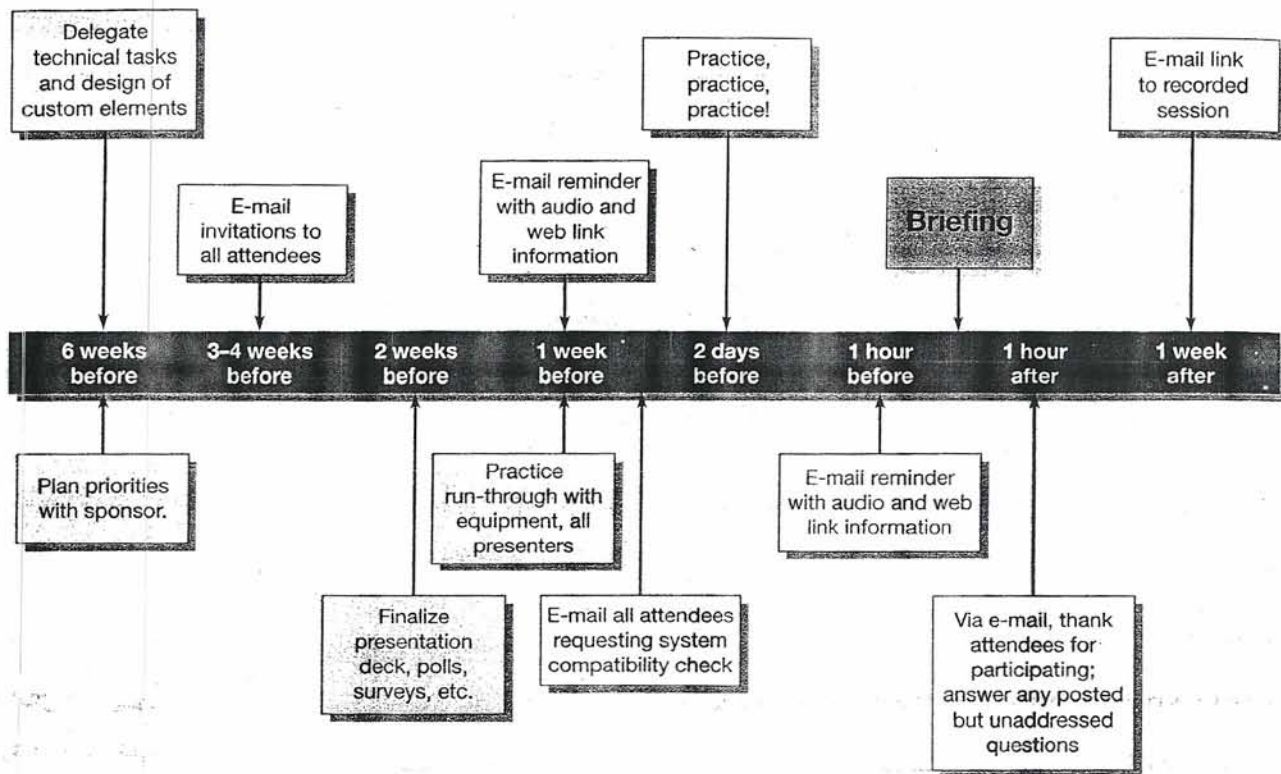 Delegate
technical tasks
and design of
custom elements
E-mail
invitations to
all attendees
E-mail reminder
with audio and
web link
information
Practice,
practice,
practice!
Briefing
E-mail link
to recorded
session
6 weeks
before
3–4 weeks
before
2 weeks
before
1 week
before
2 days
before
1 hour
before
1 hour
after
1 week
after
Plan priorities
with sponsor.
Finalize
presentation
deck, polls,
surveys, etc.
Practice
run-through with
equipment, all
presenters
E-mail all attendees
requesting system
compatibility check
E-mail reminder
with audio and web
link information
Via e-mail, thank
attendees for
participating;
answer any posted
but unaddressed
questions